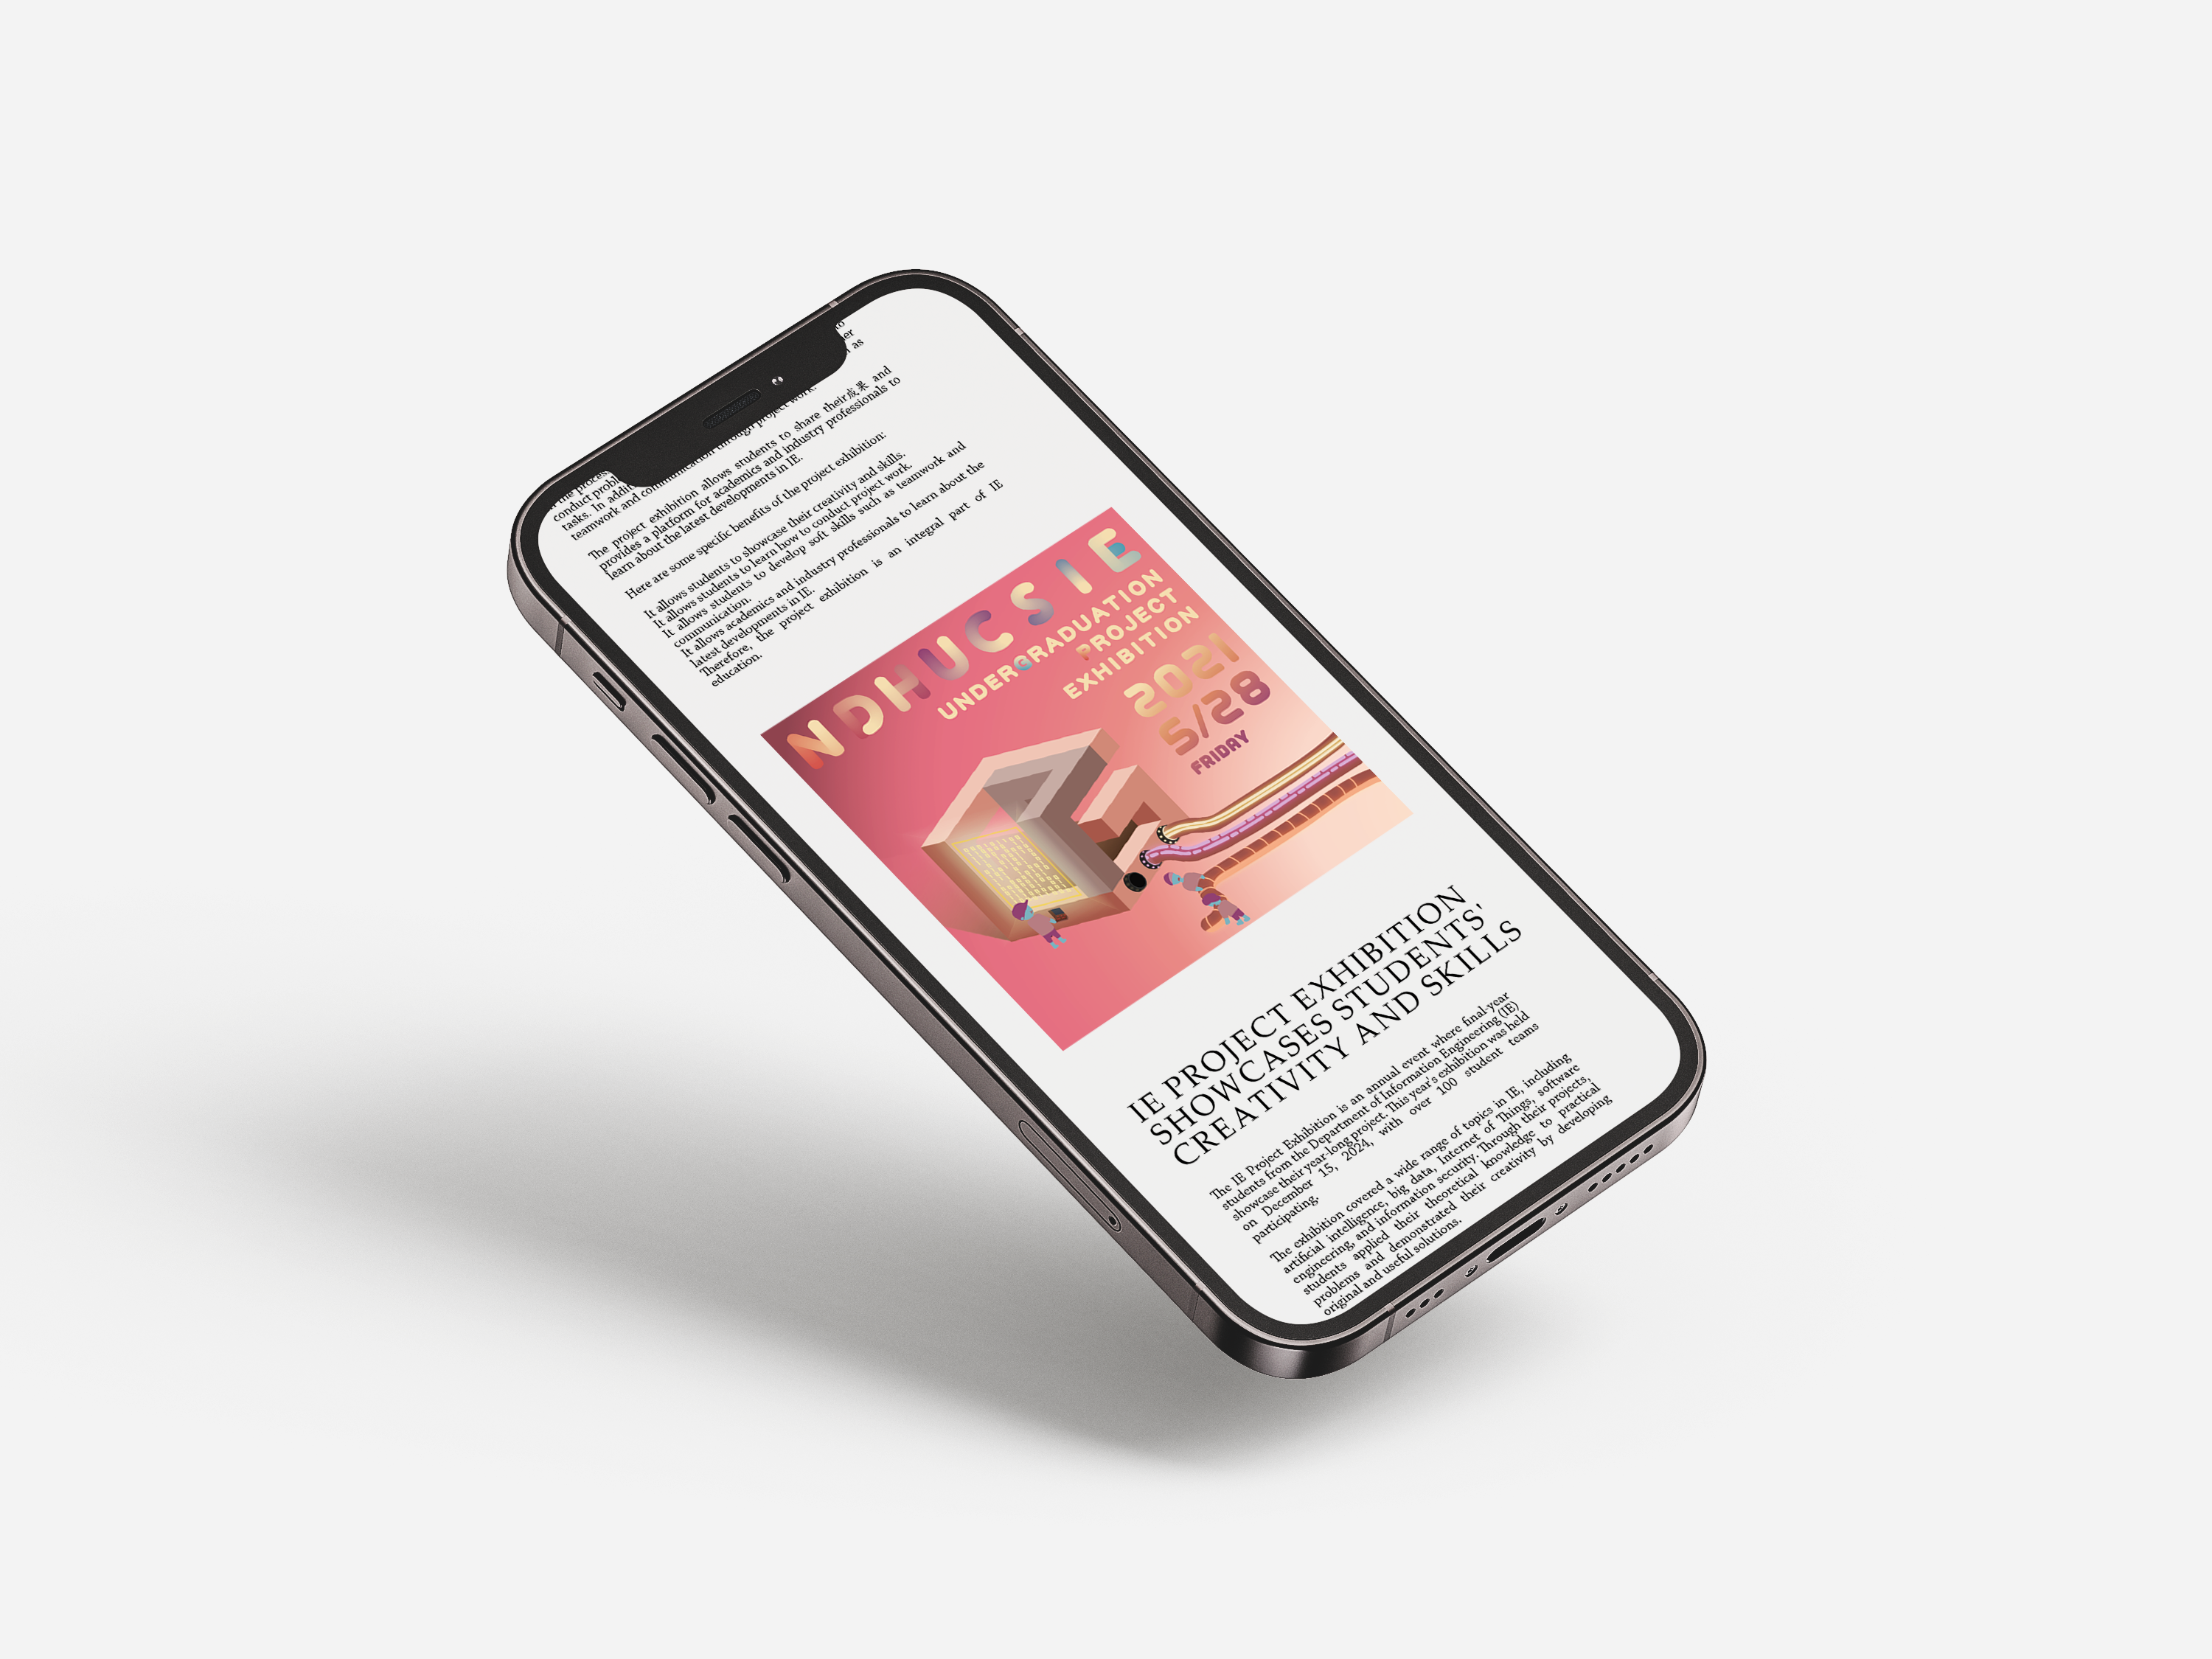 to
er
as
the process
conduct probl
tasks. In addit
teamwork and communication through project work.
The project exhibition allows students to share their成果 and
provides a platform for academics and industry professionals to
learn about the latest developments in IE.
Here are some specific benefits of the project exhibition:
It allows students to showcase their creativity and skills.
It allows students to learn how to conduct project work.
It allows students to develop soft skills such as teamwork and
communication.
It allows academics and industry professionals to learn about the
latest developments in IE.
Therefore, the project exhibition is an integral part of IE
education.
NDHUCSIE
UNDERGRADUATION
PROJECT
EXHIBITION
2021
5/28
FRIDAY
IE PROJECT EXHIBITION
SHOWCASES STUDENTS'
CREATIVITY AND SKILLS
The IE Project Exhibition is an annual event where final-year
students from the Department of Information Engineering (IE)
showcase their year-long project. This year's exhibition was held
on December 15, 2024, with over 100 student teams
participating.
The exhibition covered a wide range of topics in IE, including
artificial intelligence, big data, Internet of Things, software
engineering, and information security. Through their projects,
students applied their theoretical knowledge to practical
problems and demonstrated their creativity by developing
original and useful solutions.